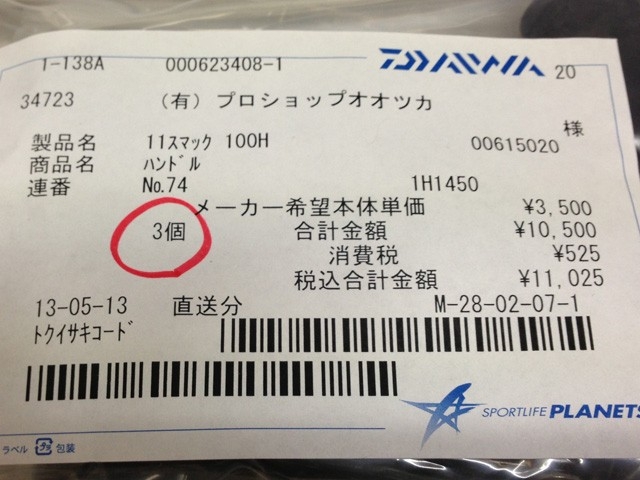 1-138A 000623408-1 DAIWA 20
34723 (有) プロショップオオツカ
様
製品名 11スマック 100H 00615020
商品名 ﾊﾝﾄﾞﾙ
連番 No.74 1H1450
メーカー希望本体単価 ¥3,500
3個 合計金額 ¥10,500
消費税 ¥525
税込合計金額 ¥11,025
13-05-13 直送分 M-28-02-07-1
ﾄｸｲｻｷｺｰﾄﾞ
SPORTLIFE PLANETS
ラベル プラ 包装